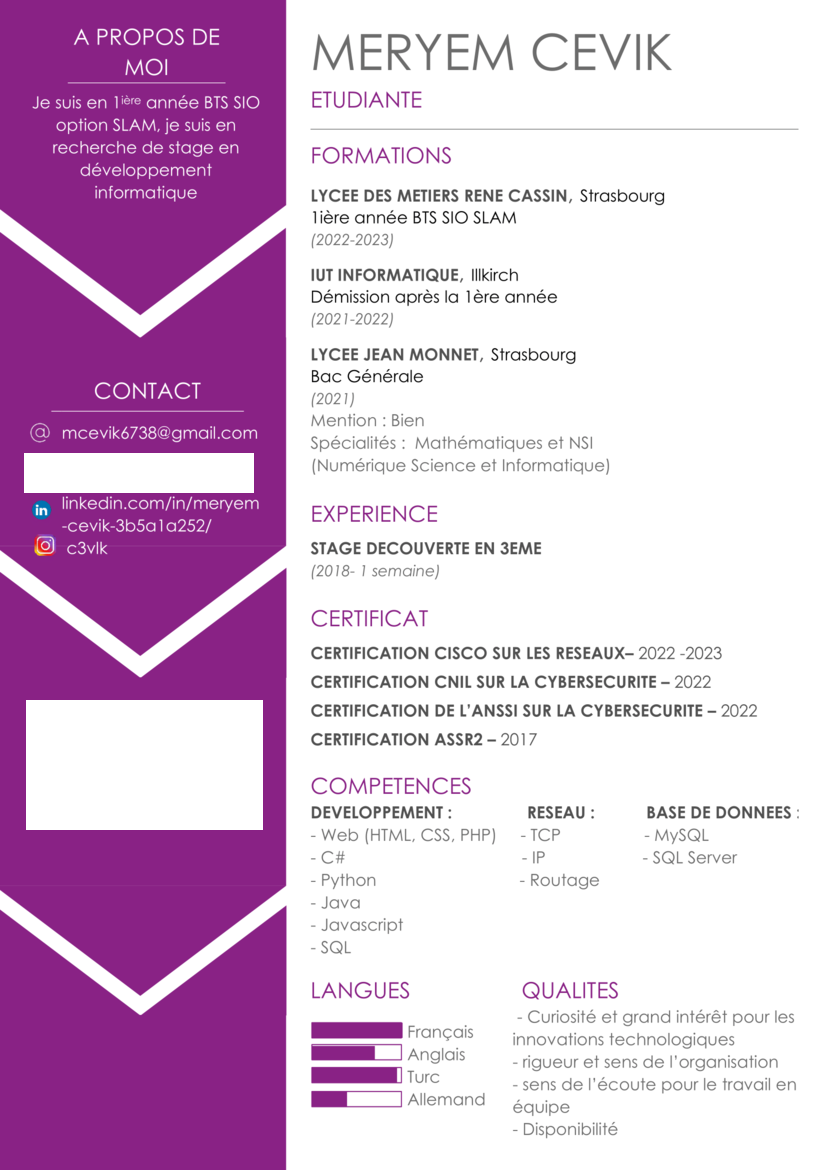 A PROPOS DE
MOI
Je suis en 1ière année BTS SIO
option SLAM, je suis en
recherche de stage en
développement
informatique
CONTACT
mcevik6738@gmail.com
linkedin.com/in/meryem
-cevik-3b5a1a252/
c3vlk
MERYEM CEVIK
ETUDIANTE
FORMATIONS
LYCEE DES METIERS RENE CASSIN, Strasbourg
1ière année BTS SIO SLAM
(2022-2023)
IUT INFORMATIQUE, Illkirch
Démission après la 1ère année
(2021-2022)
LYCEE JEAN MONNET, Strasbourg
Bac Générale
(2021)
Mention : Bien
Spécialités : Mathématiques et NSI
(Numérique Science et Informatique)
EXPERIENCE
STAGE DECOUVERTE EN 3EME
(2018- 1 semaine)
CERTIFICAT
CERTIFICATION CISCO SUR LES RESEAUX– 2022 -2023
CERTIFICATION CNIL SUR LA CYBERSECURITE – 2022
CERTIFICATION DE L’ANSSI SUR LA CYBERSECURITE – 2022
CERTIFICATION ASSR2 – 2017
COMPETENCES
DEVELOPPEMENT :
- Web (HTML, CSS, PHP)
- C#
- Python
- Java
- Javascript
- SQL
RESEAU :
- TCP
- IP
- Routage
BASE DE DONNEES :
- MySQL
- SQL Server
LANGUES
Français
Anglais
Turc
Allemand
QUALITES
- Curiosité et grand intérêt pour les
innovations technologiques
- rigueur et sens de l’organisation
- sens de l’écoute pour le travail en
équipe
- Disponibilité